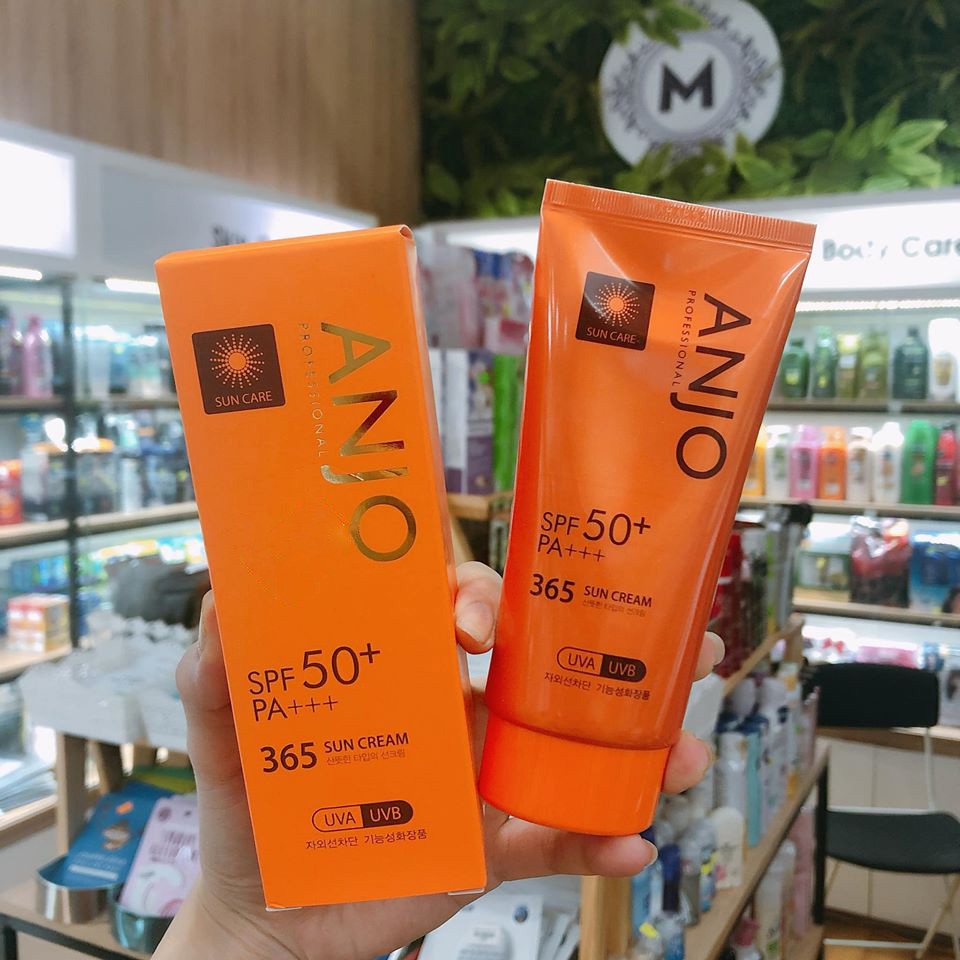 M
Body Care
SUN CARE
ANJO
PROFESSIONAL
SPF 50+
PA+++
365 SUN CREAM
산뜻한 타입의 선크림
UVA UVB
자외선차단 기능성화장품
SUN CARE
ANJO
PROFESSIONAL
SPF 50+
PA+++
365 SUN CREAM
산뜻한 타입의 선크림
UVA UVB
자외선차단 기능성화장품